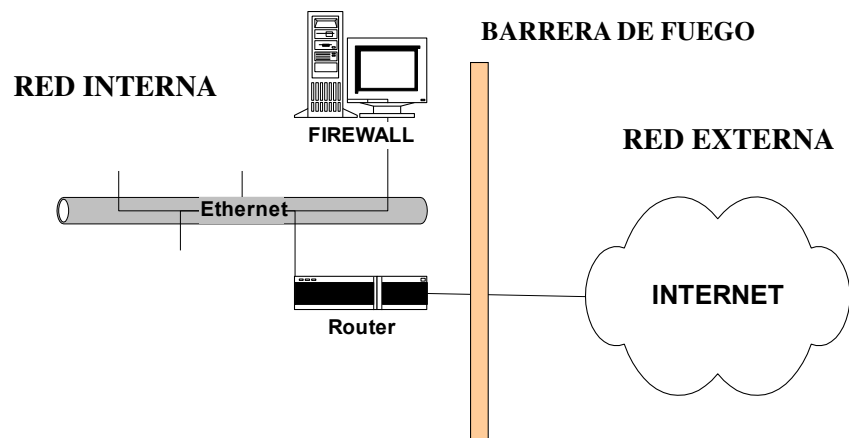 BARRERA DE FUEGO
RED INTERNA
FIREWALL
RED EXTERNA
Ethernet
INTERNET
Router